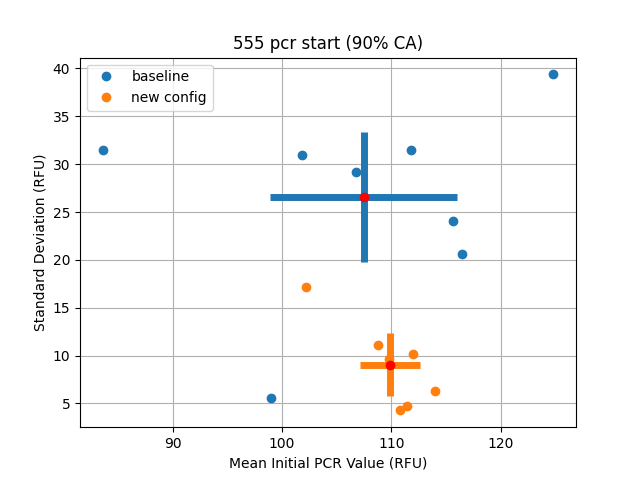 555 pcr start (90% CA)
baseline
new config
Standard Deviation (RFU)
40
35
30
25
20
15
10
5
90 100 110 120
Mean Initial PCR Value (RFU)